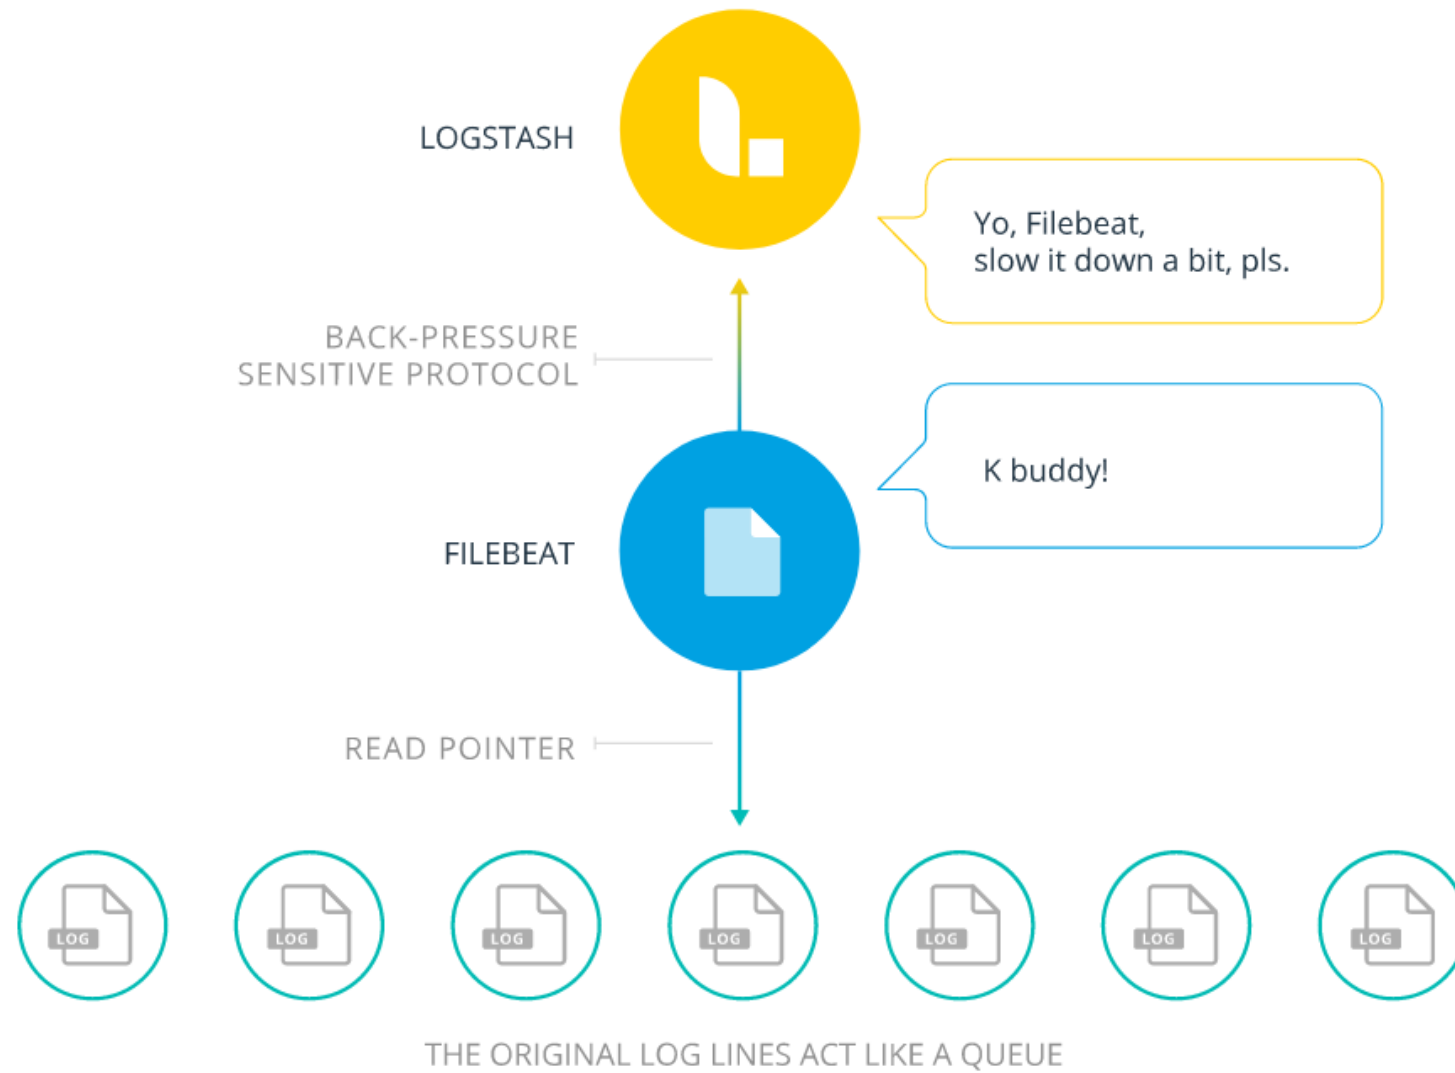 LOGSTASH
Yo, Filebeat,
slow it down a bit, pls.
BACK-PRESSURE
SENSITIVE PROTOCOL
K buddy!
FILEBEAT
READ POINTER
LOG
LOG
LOG
LOG
LOG
LOG
LOG
THE ORIGINAL LOG LINES ACT LIKE A QUEUE